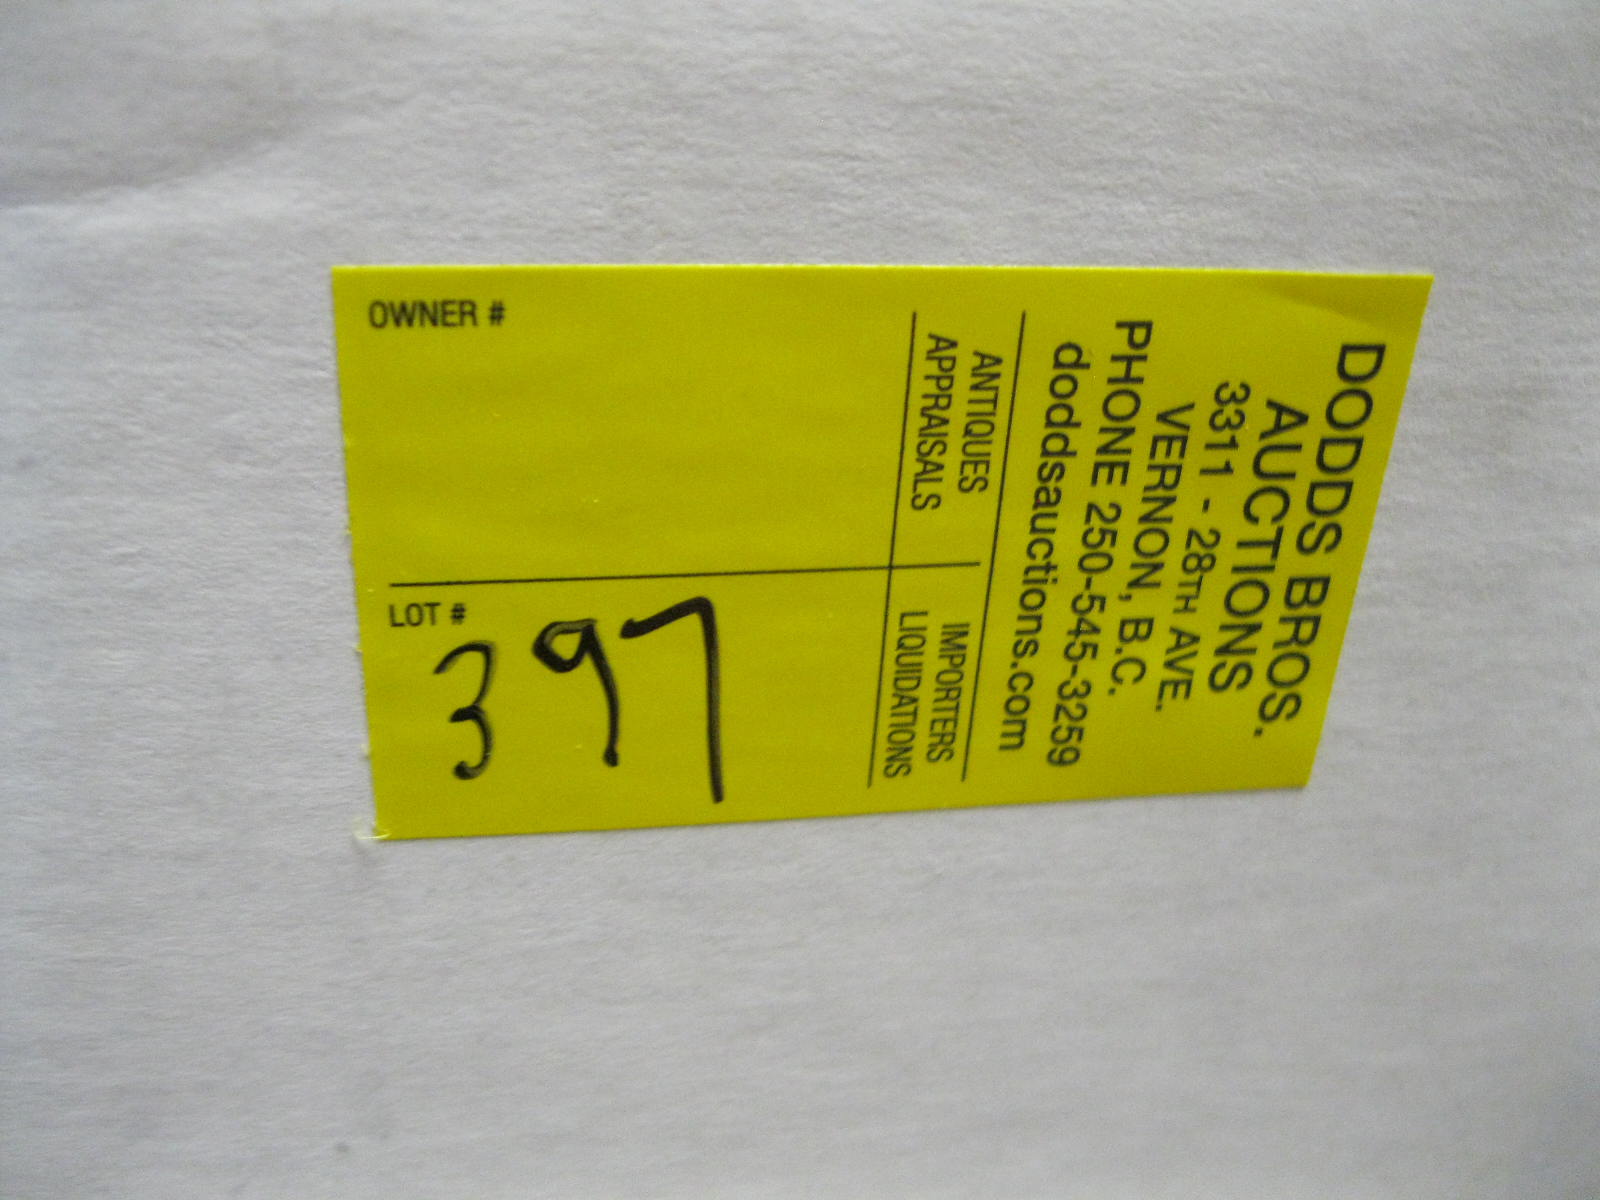 DODDS BROS.
AUCTIONS
3311 - 28TH AVE.
VERNON, B.C.
PHONE 250-545-3259
doddsauctions.com
ANTIQUES
APPRAISALS
IMPORTERS
LIQUIDATIONS
OWNER #
LOT #
397